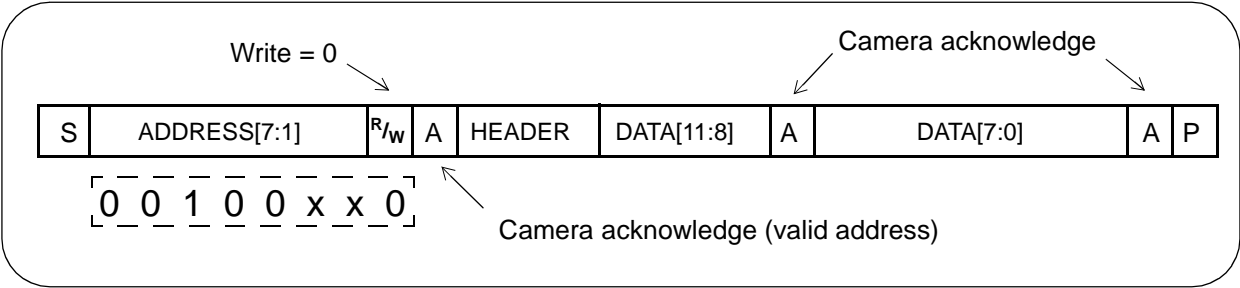 Write = 0
Camera acknowledge
S ADDRESS[7:1] R/W A HEADER DATA[11:8] A DATA[7:0] A P
0 0 1 0 0 x x 0
Camera acknowledge (valid address)